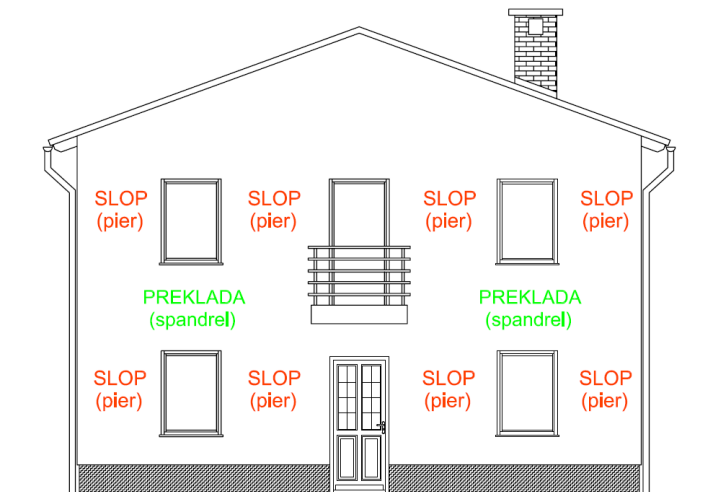 SLOP SLOP SLOP SLOP
(pier) (pier) (pier) (pier)
PREKLADA PREKLADA
(spandrel) (spandrel)
SLOP SLOP SLOP SLOP
(pier) (pier) (pier) (pier)